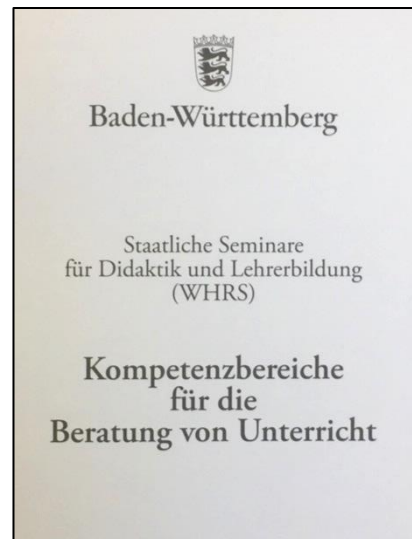 Baden-Württemberg
Staatliche Seminare
für Didaktik und Lehrerbildung
(WHRS)
Kompetenzbereiche
für die
Beratung von Unterricht